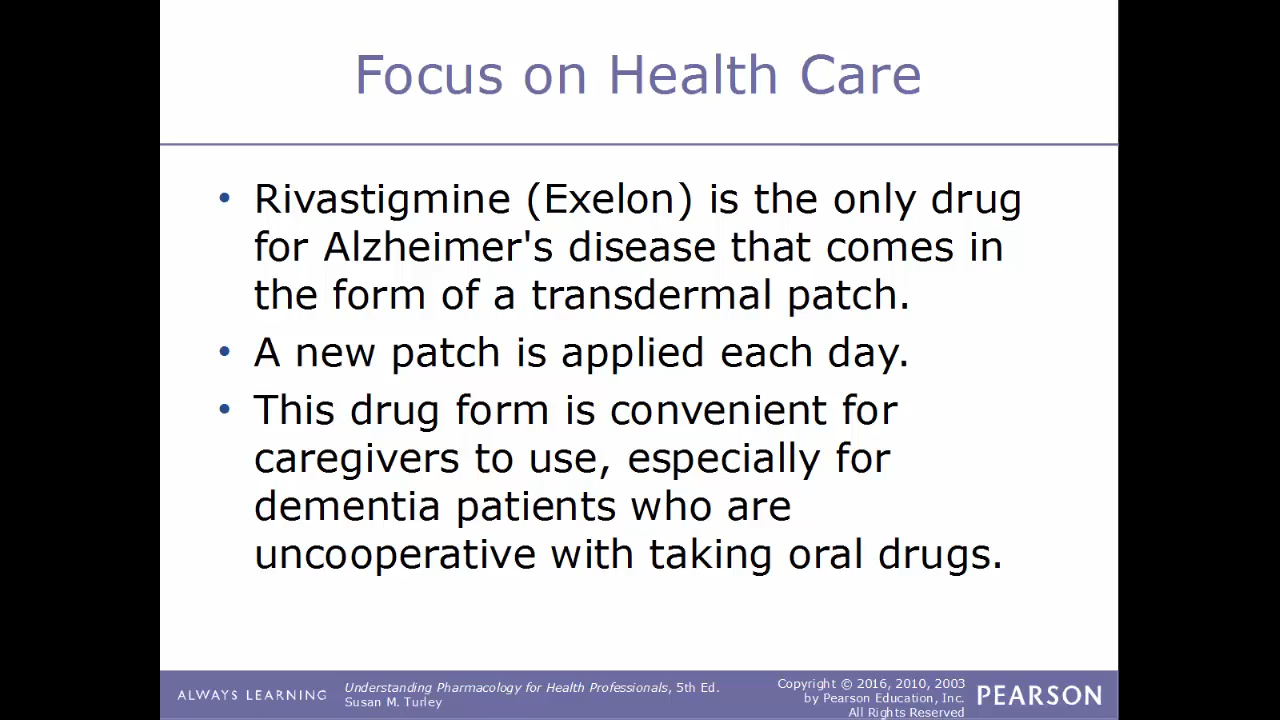 Focus on Health Care
• Rivastigmine (Exelon) is the only drug
for Alzheimer's disease that comes in
the form of a transdermal patch.
• A new patch is applied each day.
• This drug form is convenient for
caregivers to use, especially for
dementia patients who are
uncooperative with taking oral drugs.
ALWAYS LEARNING
Understanding Pharmacology for Health Professionals, 5th Ed.
Susan M. Turley
Copyright © 2016, 2010, 2003
by Pearson Education, Inc.
All Rights Reserved
PEARSON